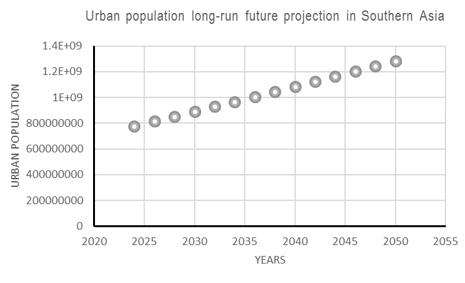 Urban population long-run future projection in Southern Asia
1.4E+09
1.2E+09
1E+09
800000000
600000000
400000000
200000000
0
URBAN POPULATION
2020 2025 2030 2035 2040 2045 2050 2055
YEARS